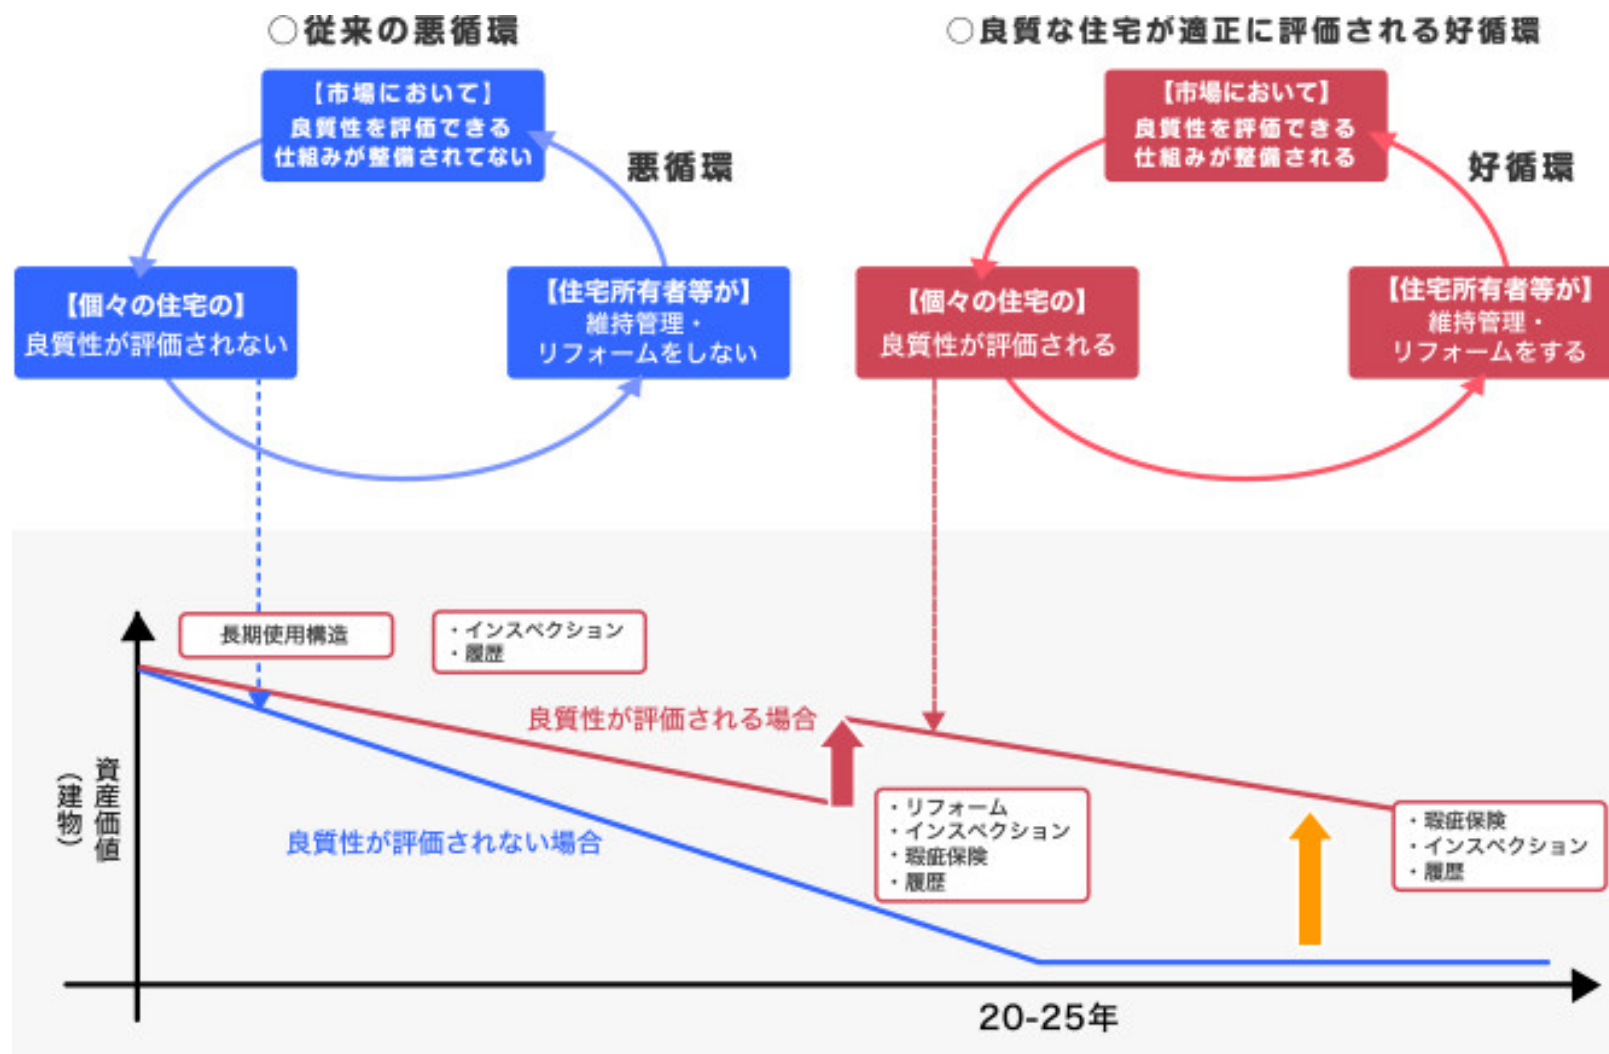 ○従来の悪循環
【市場において】
良質性を評価できる
仕組みが整備されてない
悪循環
【個々の住宅の】
良質性が評価されない
【住宅所有者等が】
維持管理・
リフォームをしない
○良質な住宅が適正に評価される好循環
【市場において】
良質性を評価できる
仕組みが整備される
好循環
【個々の住宅の】
良質性が評価される
【住宅所有者等が】
維持管理・
リフォームをする
長期使用構造
・インスペクション
・履歴
良質性が評価される場合
資産価値
（建物）
良質性が評価されない場合
・リフォーム
・インスペクション
・瑕疵保険
・履歴
・瑕疵保険
・インスペクション
・履歴
20-25年